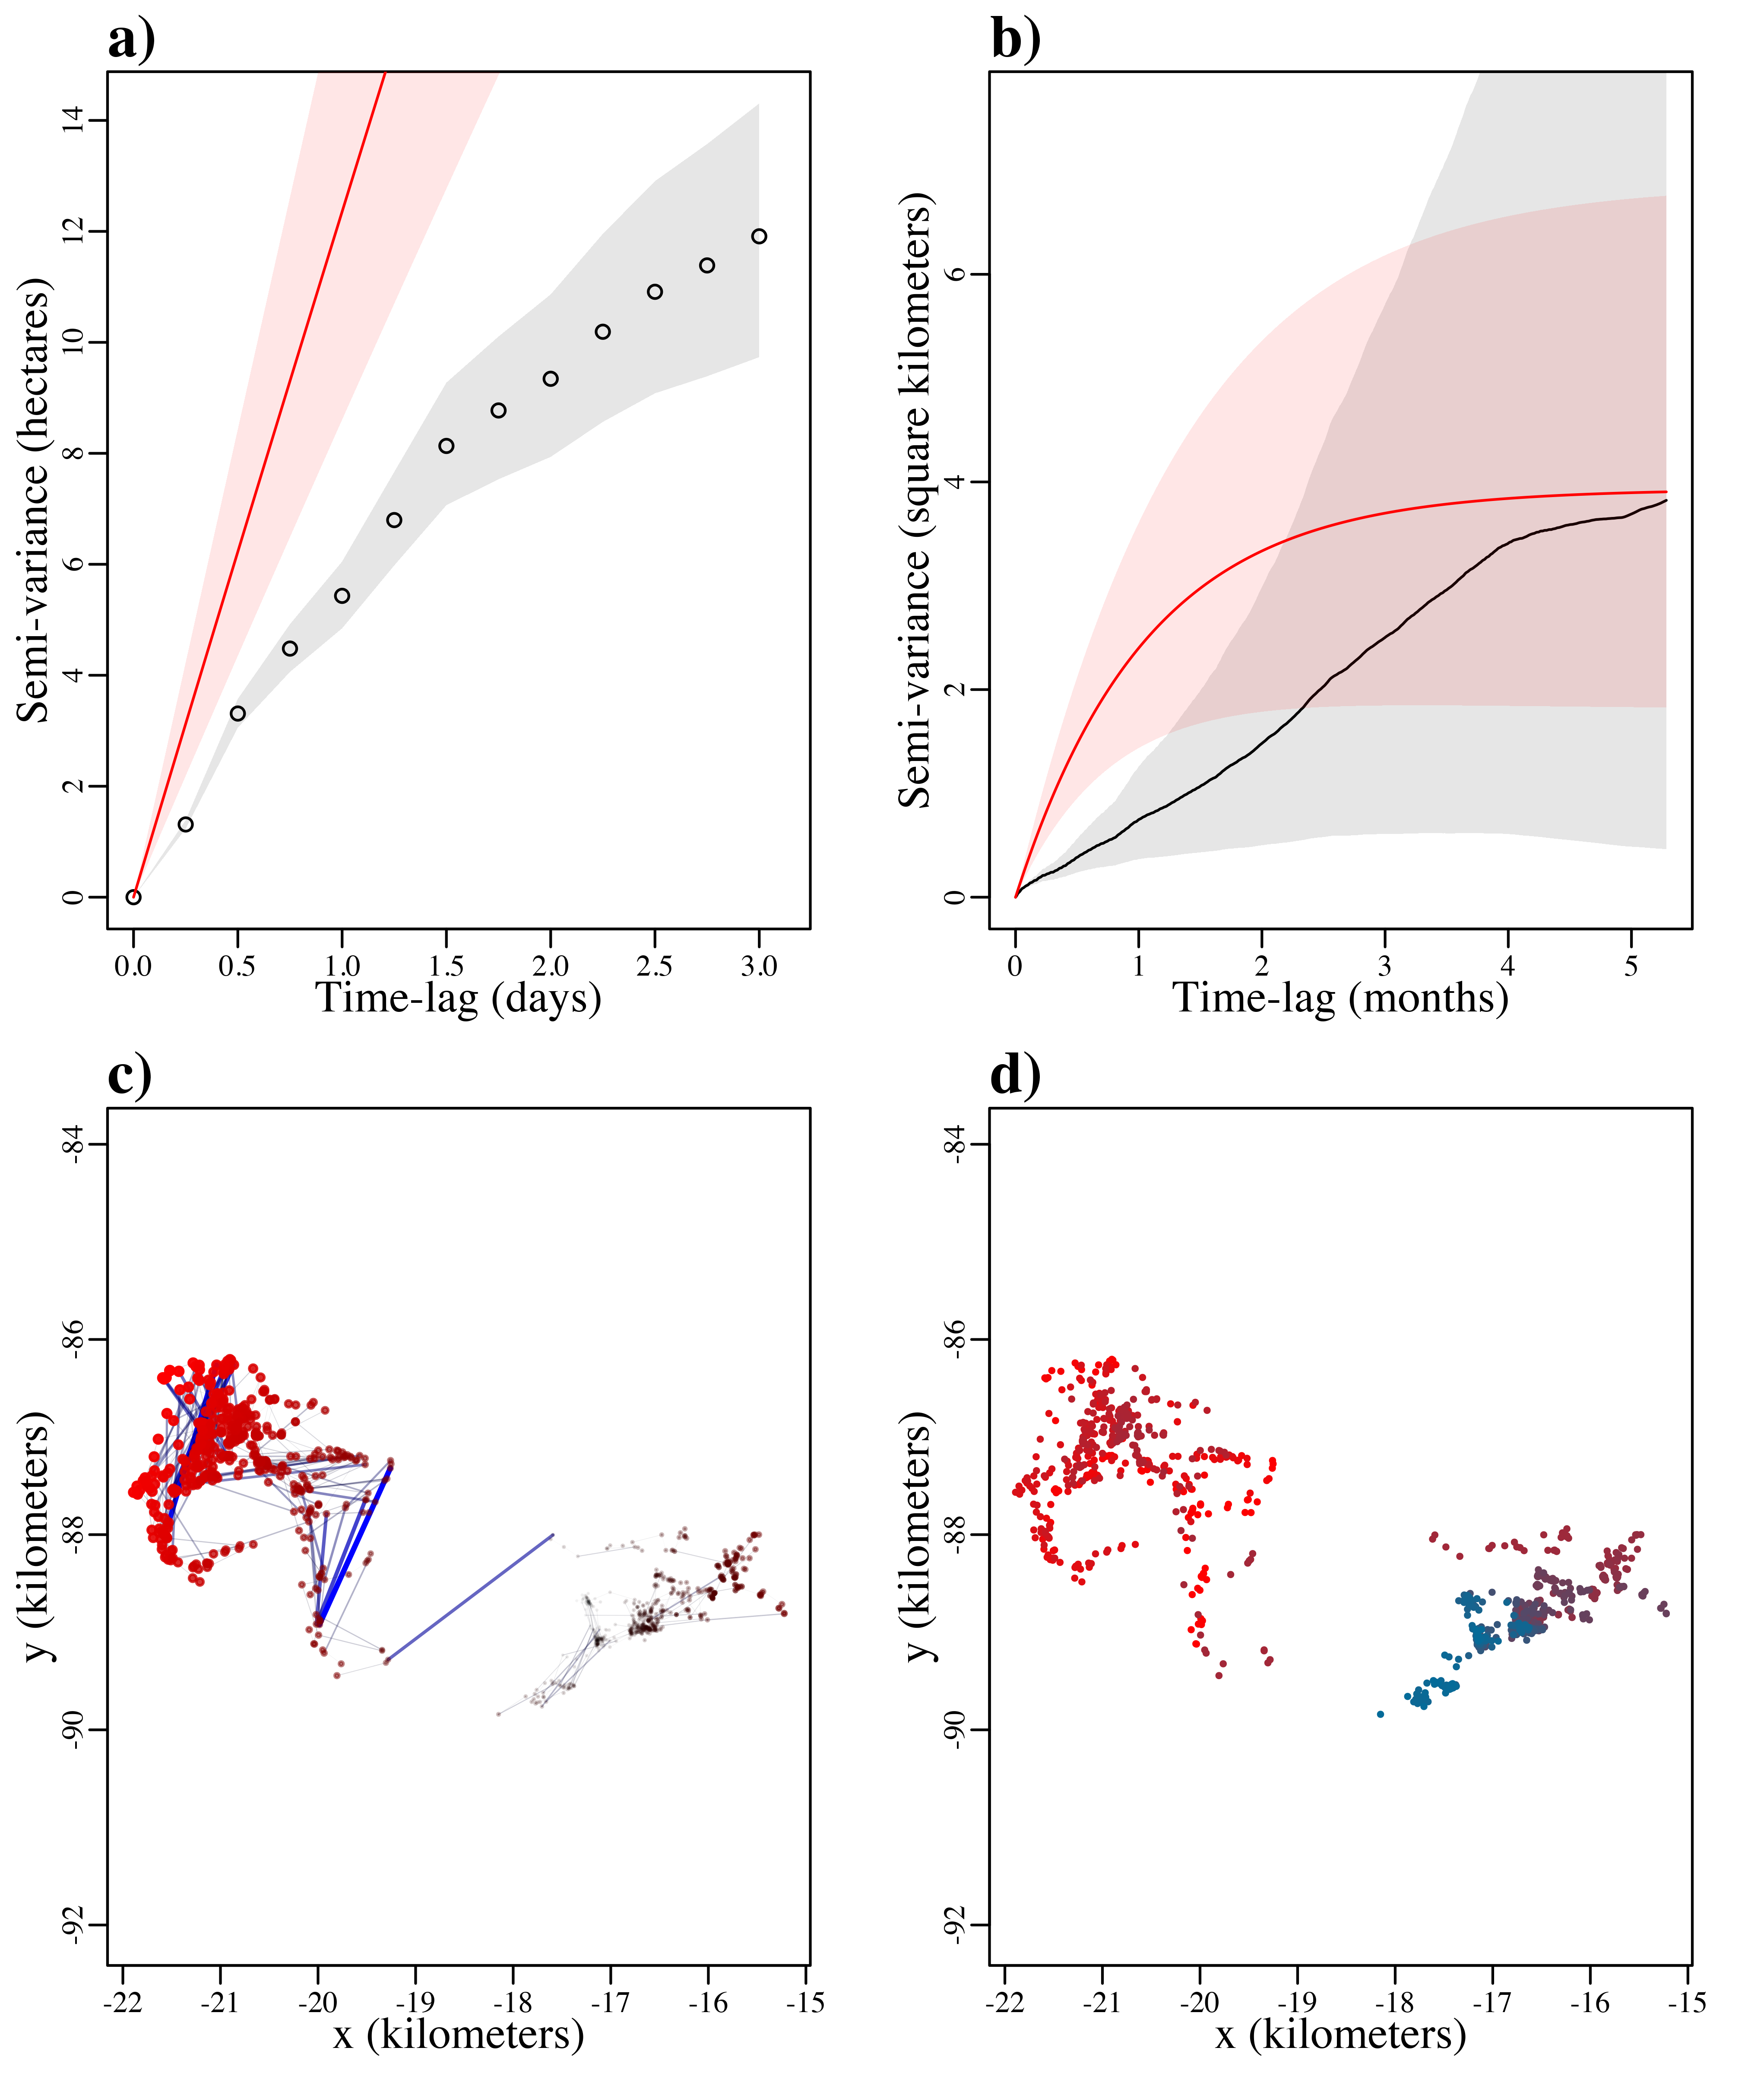 a)
Semi-variance (hectares)
14
12
10
8
6
4
2
0
0.0 0.5 1.0 1.5 2.0 2.5 3.0
Time-lag (days)
b)
Semi-variance (square kilometers)
6
4
2
0
0 1 2 3 4 5
Time-lag (months)
c)
y (kilometers)
-84
-86
-88
-90
-92
-22 -21 -20 -19 -18 -17 -16 -15
x (kilometers)
d)
y (kilometers)
-84
-86
-88
-90
-92
-22 -21 -20 -19 -18 -17 -16 -15
x (kilometers)